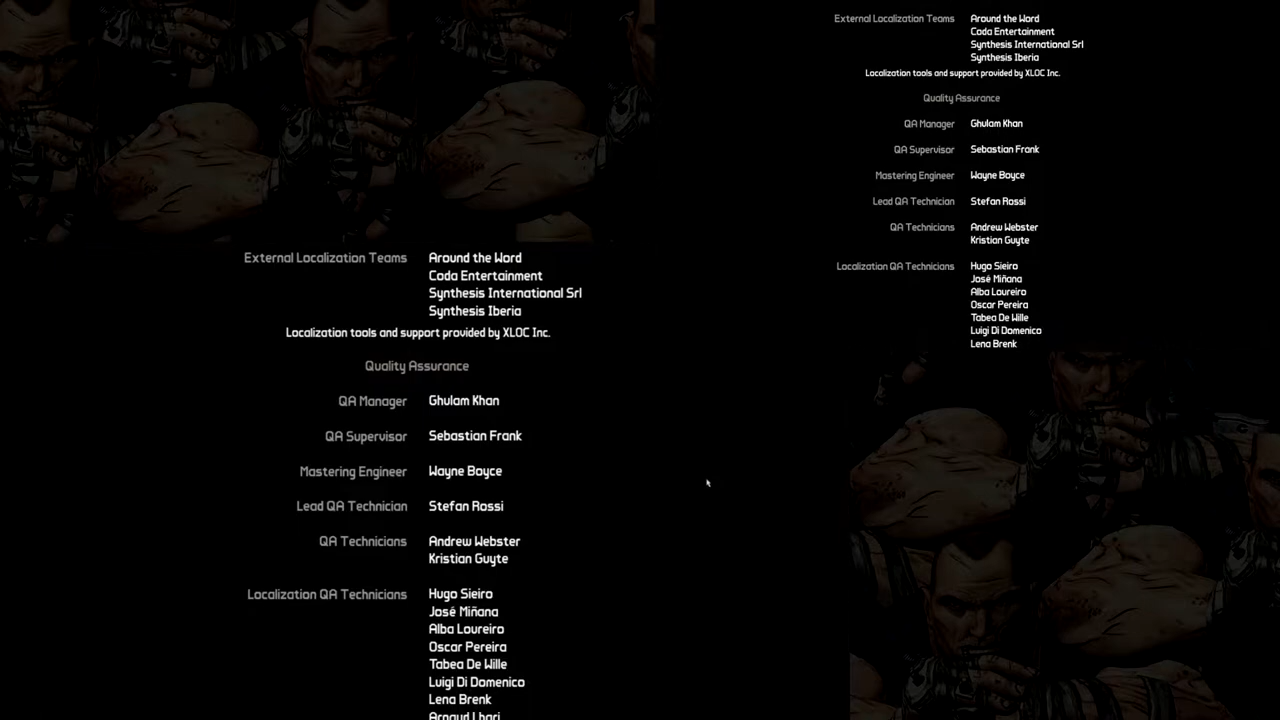 External Localization Teams Around the Word
Coda Entertainment
Synthesis International Srl
Synthesis Iberia
Localization tools and support provided by XLOC Inc.
Quality Assurance
QA Manager Ghulam Khan
QA Supervisor Sebastian Frank
Mastering Engineer Wayne Boyce
Lead QA Technician Stefan Rossi
QA Technicians Andrew Webster
Kristian Guyte
Localization QA Technicians Hugo Sieiro
José Miñana
Alba Loureiro
Oscar Pereira
Tabea De Wille
Luigi Di Domenico
Lena Brenk
External Localization Teams Around the Word
Coda Entertainment
Synthesis International Srl
Synthesis Iberia
Localization tools and support provided by XLOC Inc.
Quality Assurance
QA Manager Ghulam Khan
QA Supervisor Sebastian Frank
Mastering Engineer Wayne Boyce
Lead QA Technician Stefan Rossi
QA Technicians Andrew Webster
Kristian Guyte
Localization QA Technicians Hugo Sieiro
José Miñana
Alba Loureiro
Oscar Pereira
Tabea De Wille
Luigi Di Domenico
Lena Brenk